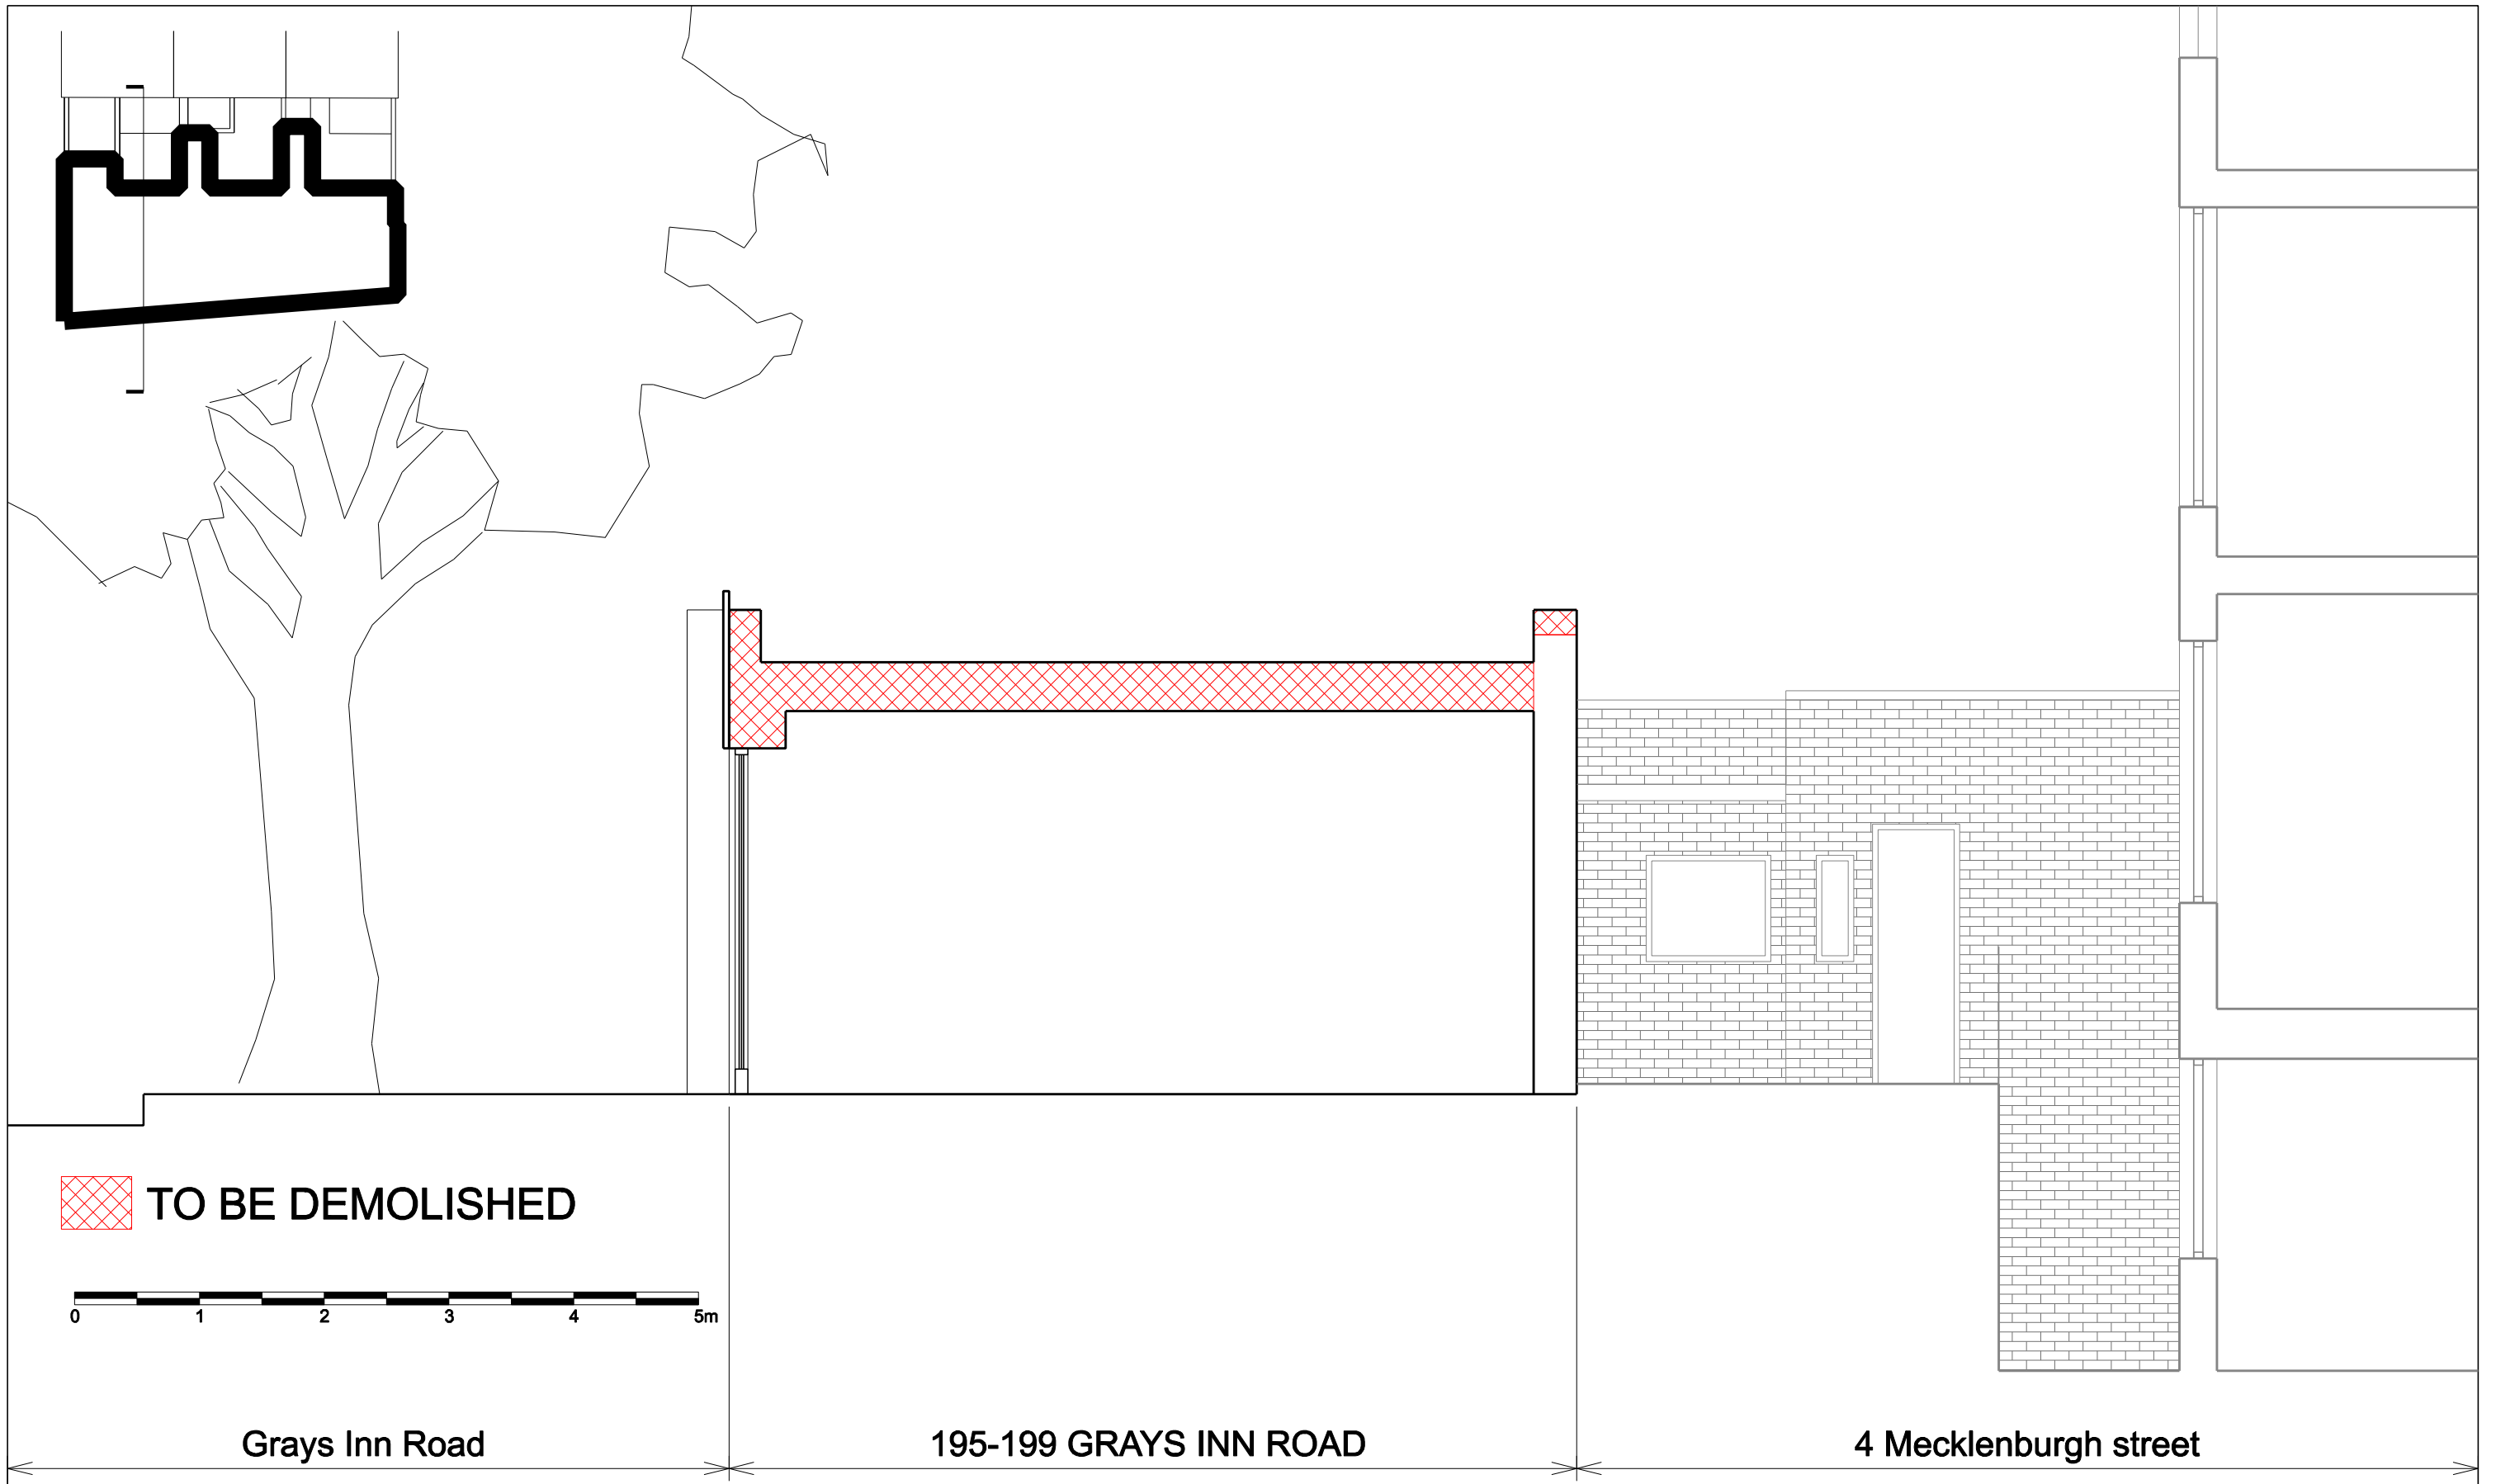 TO BE DEMOLISHED
0 1 2 3 4 5m
Grays Inn Road
195-199 GRAYS INN ROAD
4 Mecklenburgh street